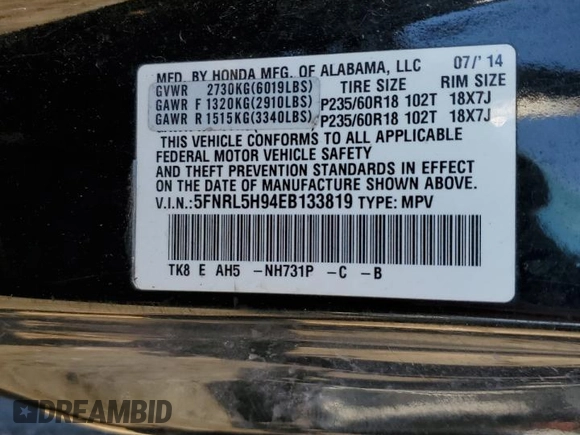 MFD. BY HONDA MFG. OF ALABAMA, LLC 07/'14
GVWR 2730KG(6019LBS) TIRE SIZE RIM SIZE
GAWR F 1320KG(2910LBS) P235/60R18 102T 18X7J
GAWR R 1515KG(3340LBS) P235/60R18 102T 18X7J
THIS VEHICLE CONFORMS TO ALL APPLICABLE
FEDERAL MOTOR VEHICLE SAFETY
AND THEFT PREVENTION STANDARDS IN EFFECT
ON THE DATE OF MANUFACTURE SHOWN ABOVE.
V.I.N.:5FNRL5H94EB133819 TYPE: MPV
TK8 E AH5 -NH731P -C -B
DREAMBID